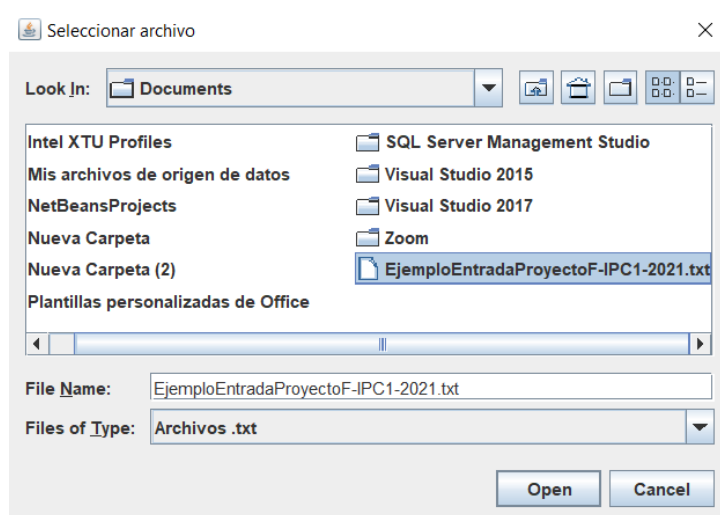 Seleccionar archivo
Look In: Documents
Intel XTU Profiles
Mis archivos de origen de datos
NetBeansProjects
Nueva Carpeta
Nueva Carpeta (2)
Plantillas personalizadas de Office
SQL Server Management Studio
Visual Studio 2015
Visual Studio 2017
Zoom
EjemploEntradaProyectoF-IPC1-2021.txt
File Name: EjemploEntradaProyectoF-IPC1-2021.txt
Files of Type: Archivos .txt
Open Cancel